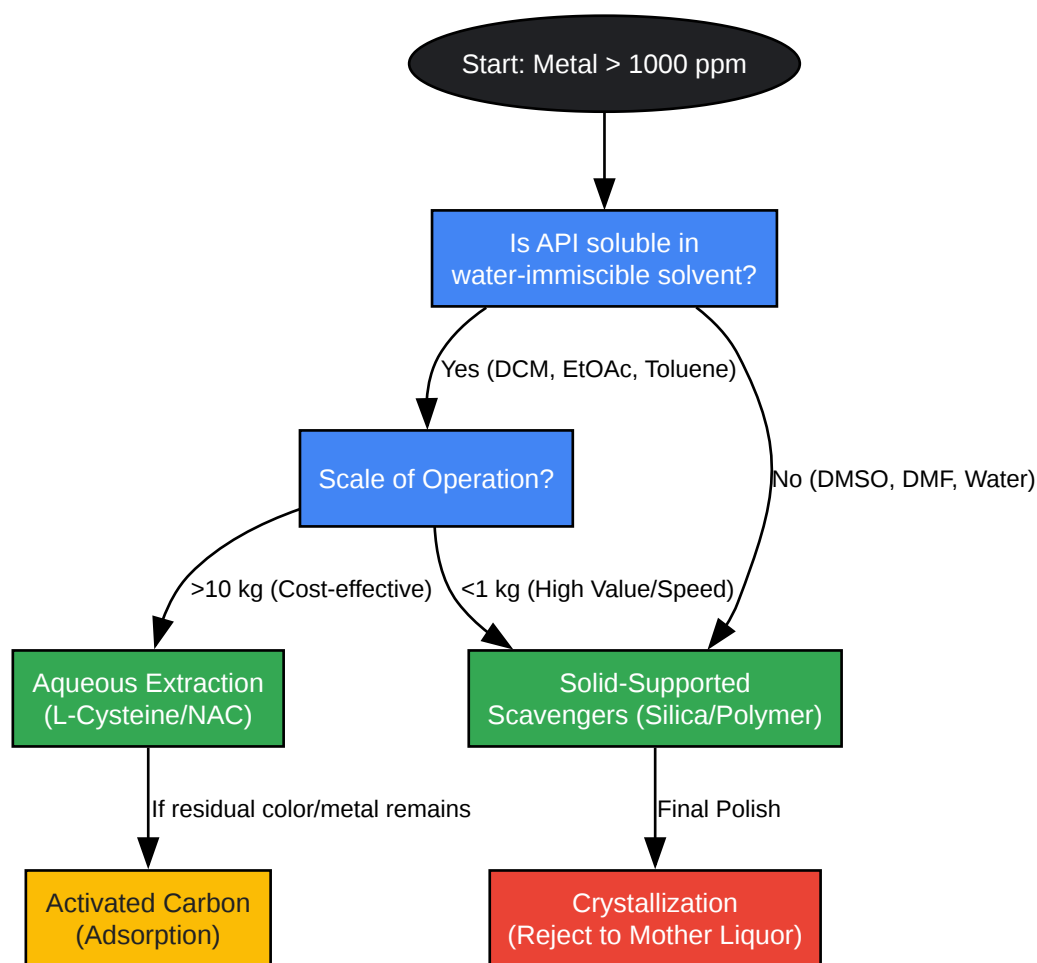 Start: Metal > 1000 ppm
Is API soluble in
water-immiscible solvent?
Yes (DCM, EtOAc, Toluene)
Scale of Operation?
No (DMSO, DMF, Water)
>10 kg (Cost-effective)
<1 kg (High Value/Speed)
Aqueous Extraction
(L-Cysteine/NAC)
Solid-Supported
Scavengers (Silica/Polymer)
If residual color/metal remains
Final Polish
Activated Carbon
(Adsorption)
Crystallization
(Reject to Mother Liquor)